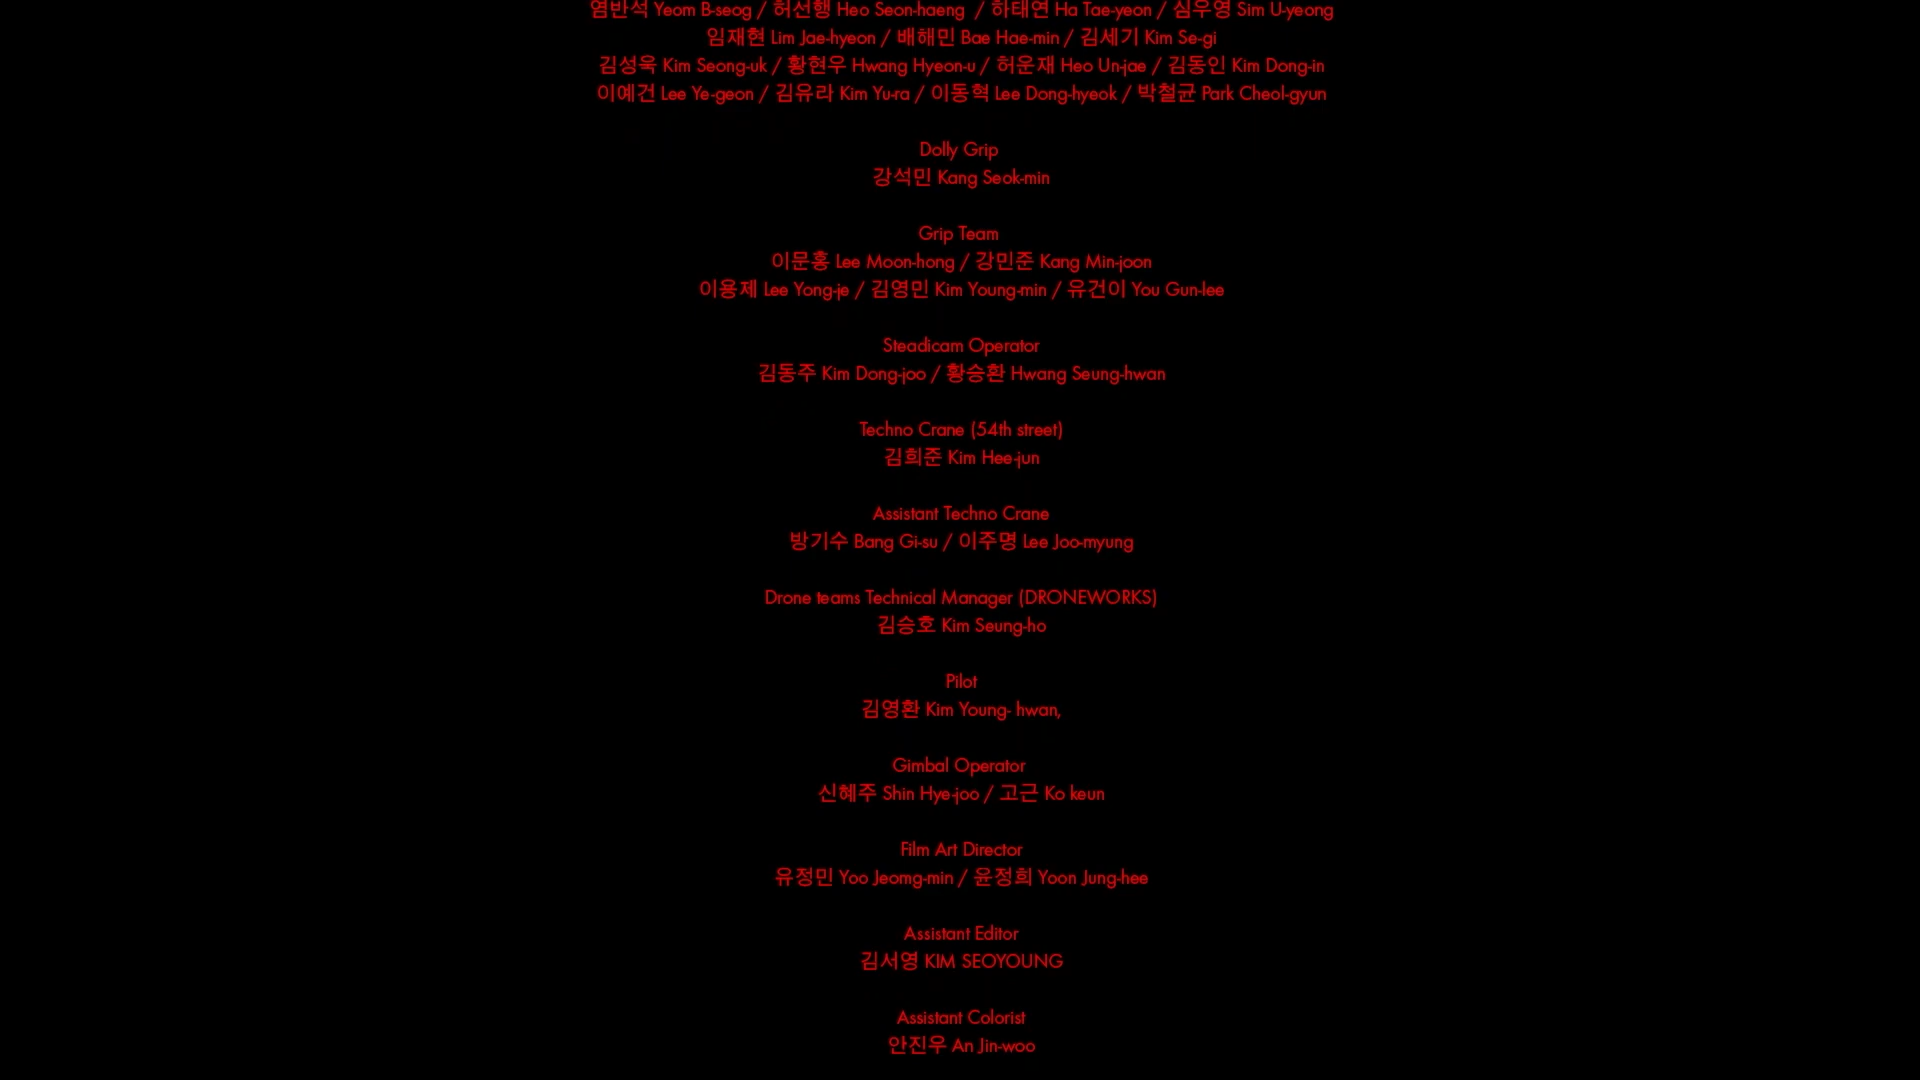 염반석 Yeom B-seog / 허선행 Heo Seon-haeng / 하태연 Ha Tae-yeon / 심우영 Sim U-yeong
임재현 Lim Jae-hyeon / 배해민 Bae Hae-min / 김세기 Kim Se-gi
김성욱 Kim Seong-uk / 황현우 Hwang Hyeon-u / 허운재 Heo Un-jae / 김동인 Kim Dong-in
이예건 Lee Ye-geon / 김유라 Kim Yu-ra / 이동혁 Lee Dong-hyeok / 박철균 Park Cheol-gyun
Dolly Grip
강석민 Kang Seok-min
Grip Team
이문홍 Lee Moon-hong / 강민준 Kang Min-joon
이용제 Lee Yong-je / 김영민 Kim Young-min / 유건이 You Gun-lee
Steadicam Operator
김동주 Kim Dong-joo / 황승환 Hwang Seung-hwan
Techno Crane (54th street)
김희준 Kim Hee-jun
Assistant Techno Crane
방기수 Bang Gi-su / 이주명 Lee Joo-myung
Drone teams Technical Manager (DRONEWORKS)
김승호 Kim Seung-ho
Pilot
김영환 Kim Young- hwan,
Gimbal Operator
신혜주 Shin Hye-joo / 고근 Ko keun
Film Art Director
유정민 Yoo Jeomg-min / 윤정희 Yoon Jung-hee
Assistant Editor
김서영 KIM SEOYOUNG
Assistant Colorist
안진우 An Jin-woo